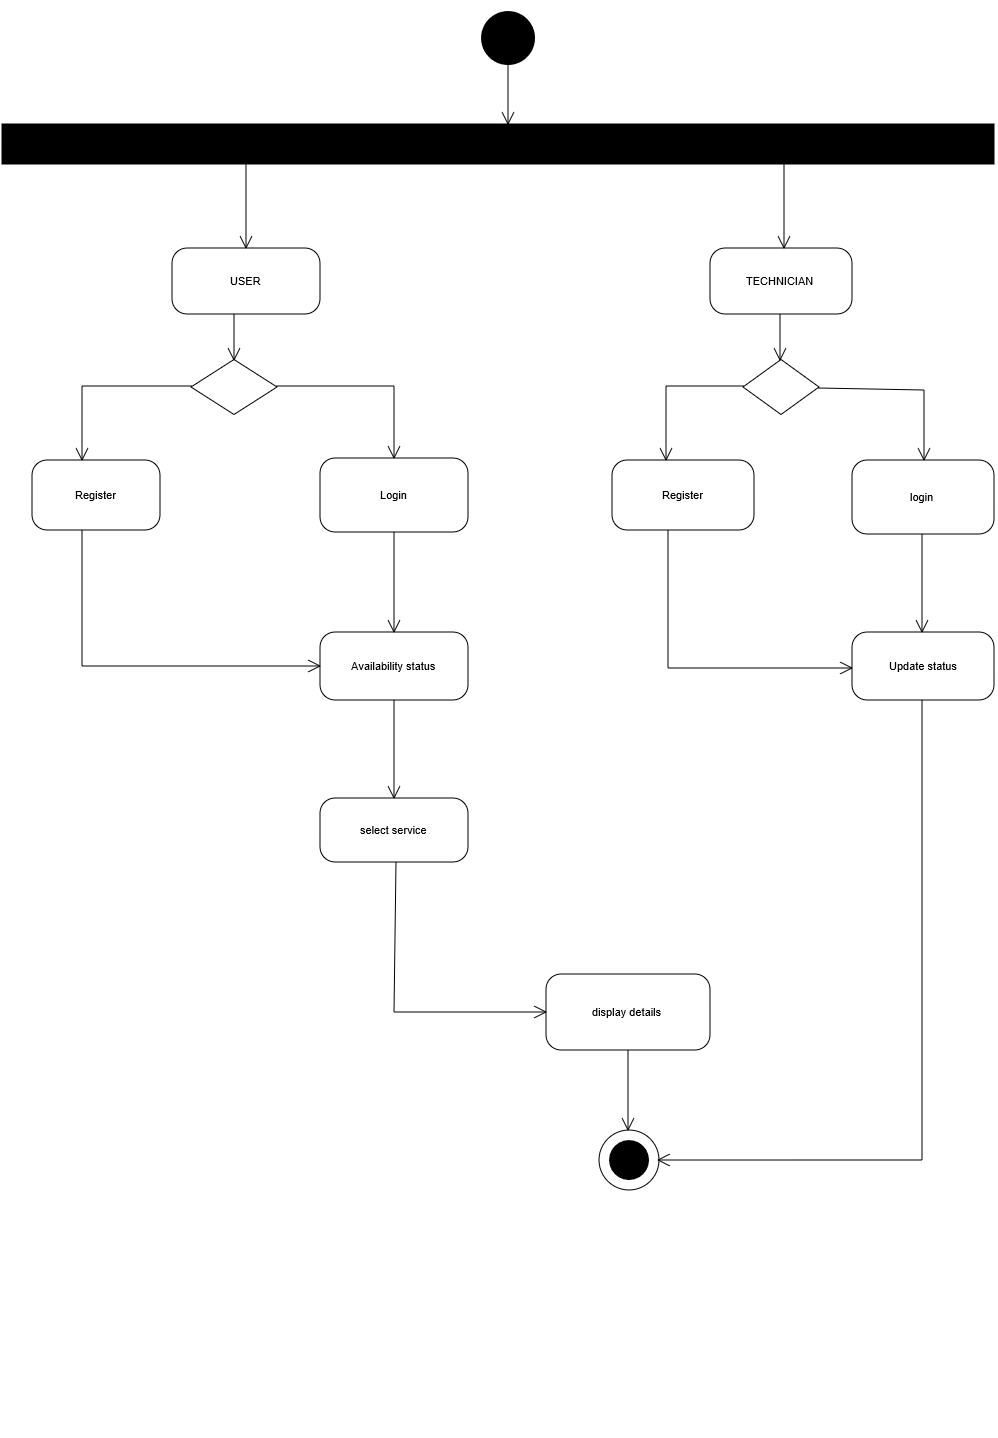 USER
TECHNICIAN
Register
Login
Register
login
Availability status
Update status
select service
display details